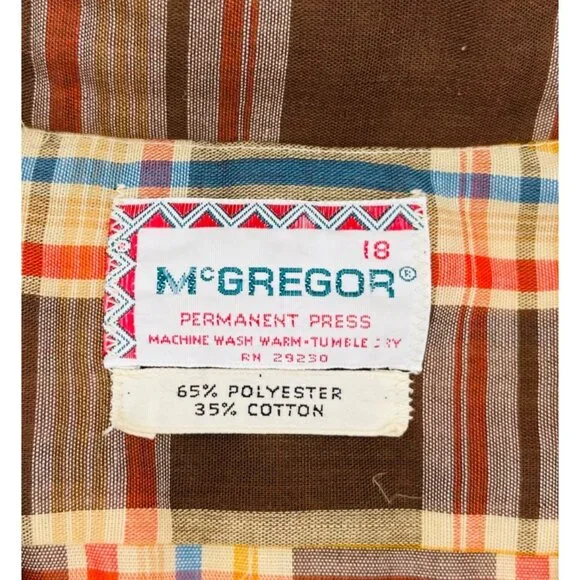 18
McGREGOR®
PERMANENT PRESS
MACHINE WASH WARM•TUMBLE DRY
RN 29230
65% POLYESTER
35% COTTON